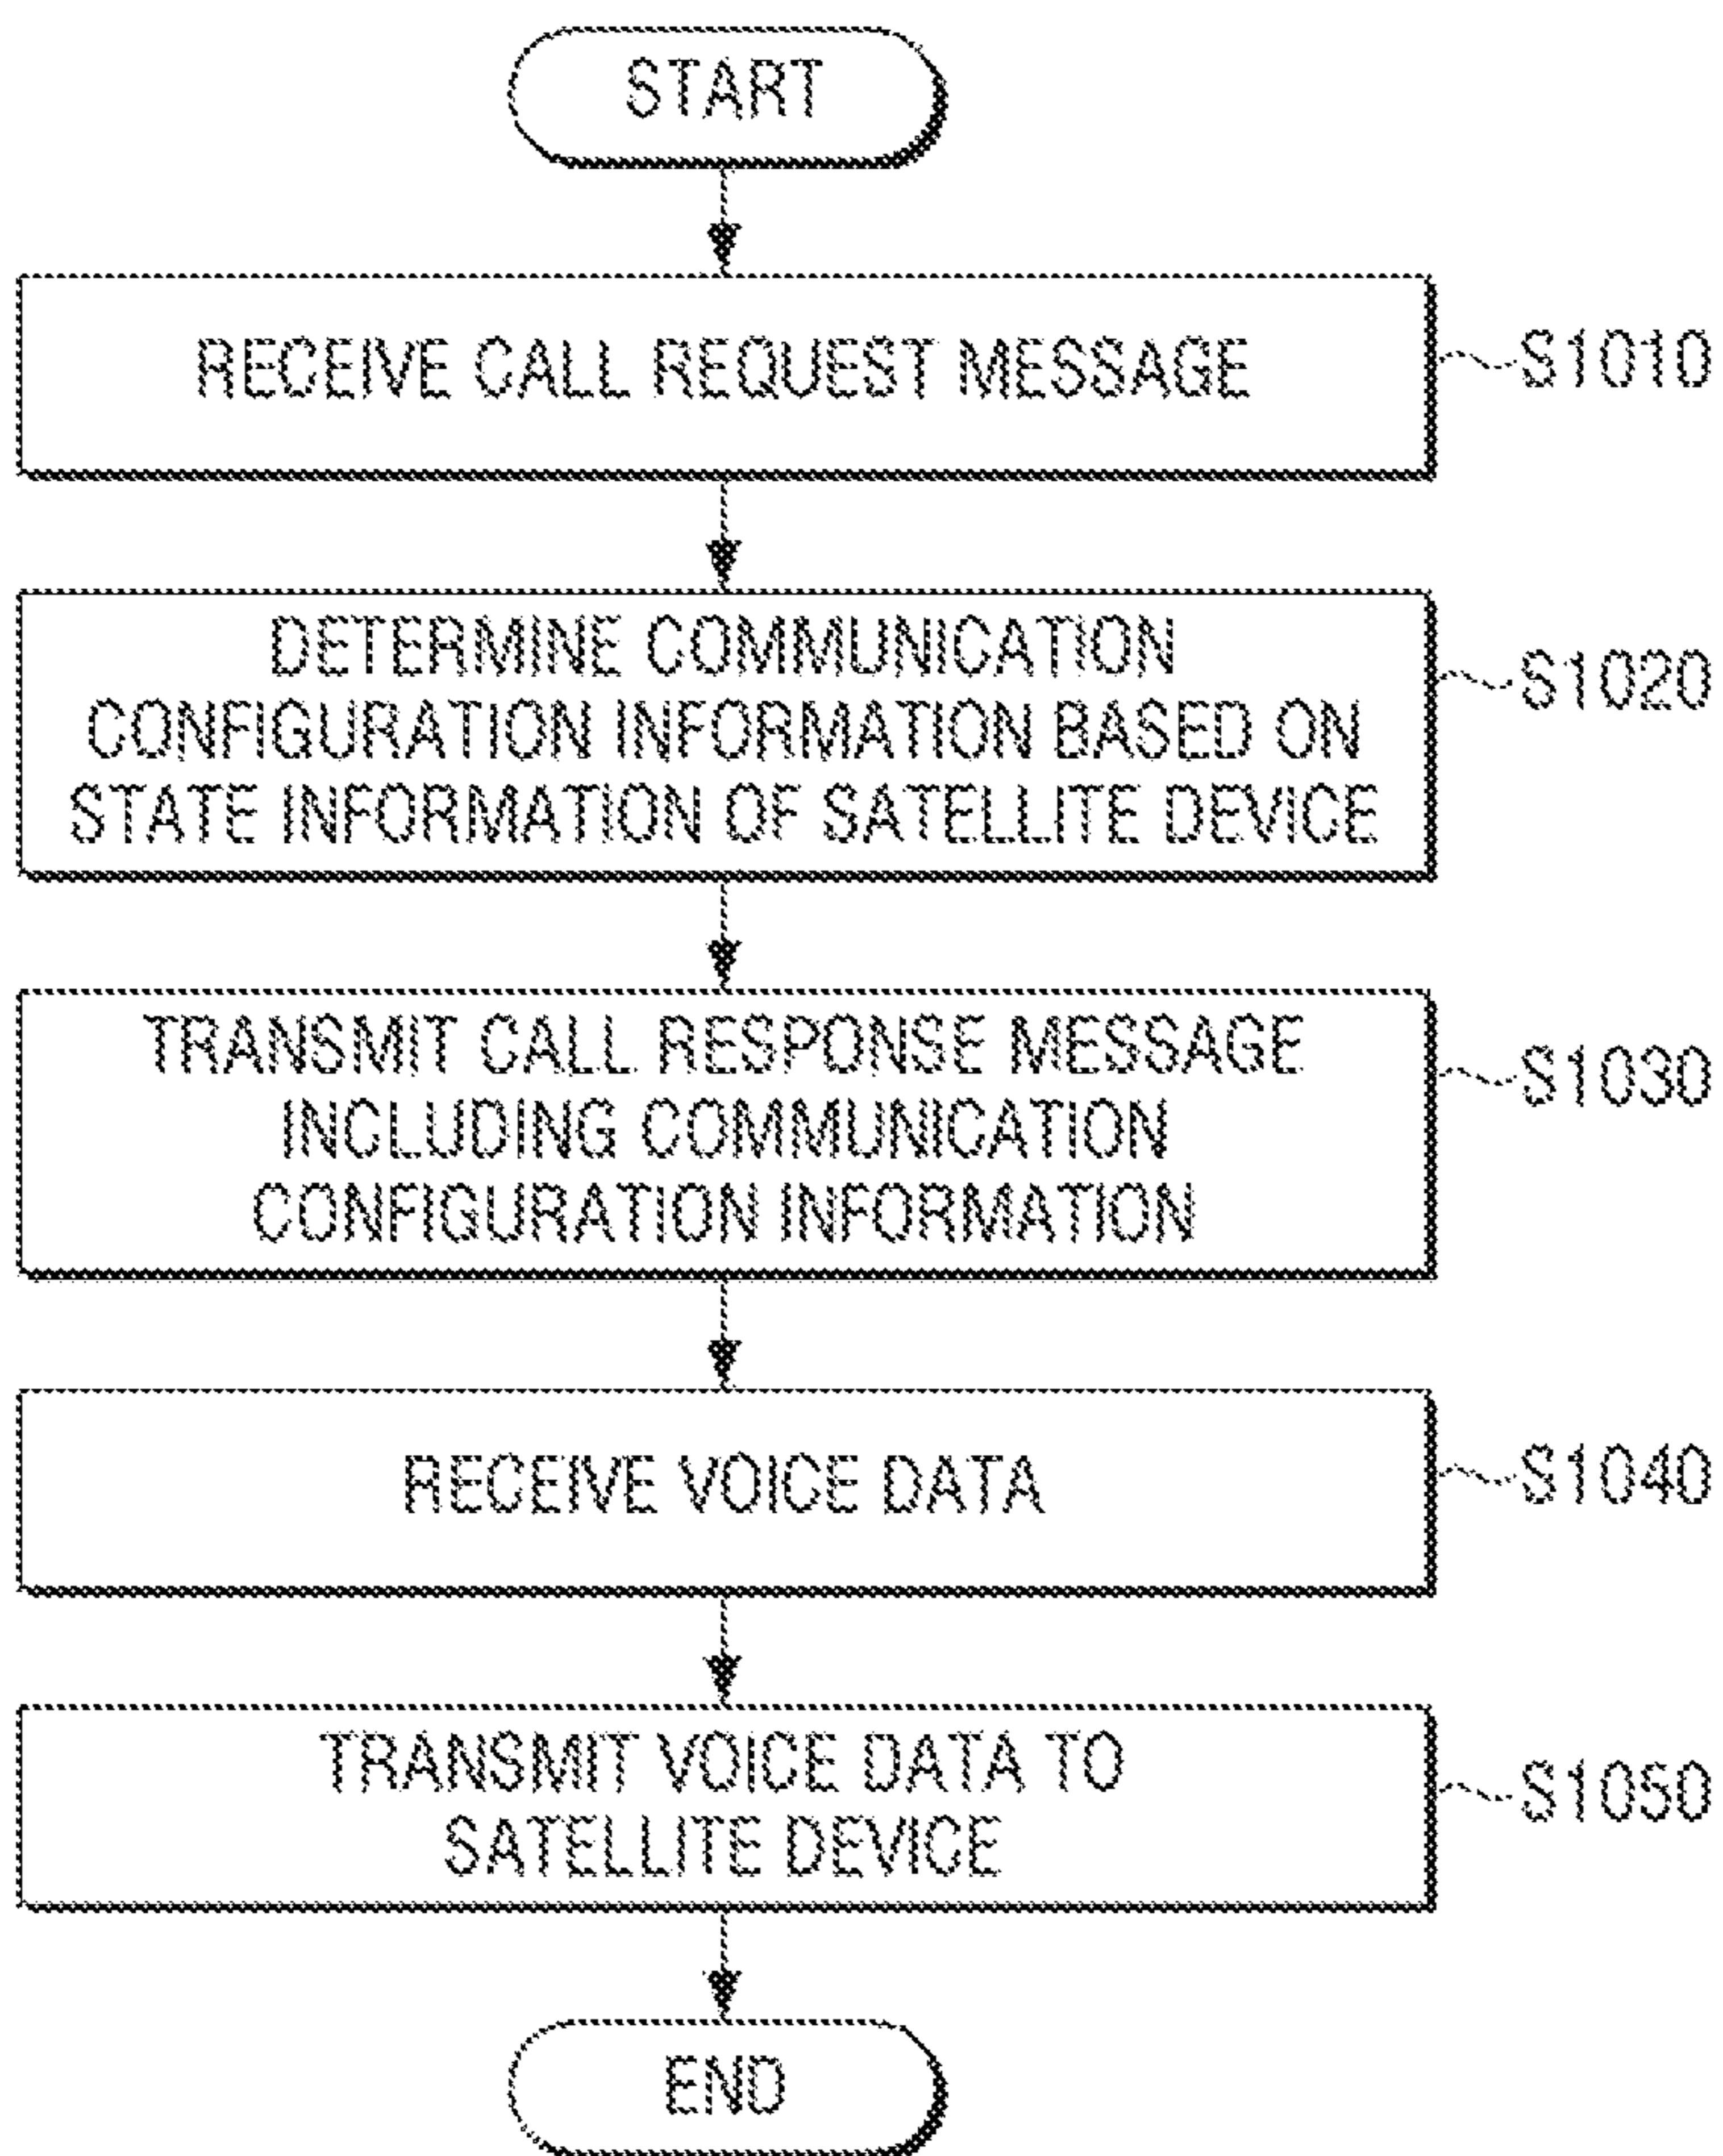 START
RECEIVE CALL REQUEST MESSAGE
S1010
DETERMINE COMMUNICATION
CONFIGURATION INFORMATION BASED ON
STATE INFORMATION OF SATELLITE DEVICE
S1020
TRANSMIT CALL RESPONSE MESSAGE
INCLUDING COMMUNICATION
CONFIGURATION INFORMATION
S1030
RECEIVE VOICE DATA
S1040
TRANSMIT VOICE DATA TO
SATELLITE DEVICE
S1050
END